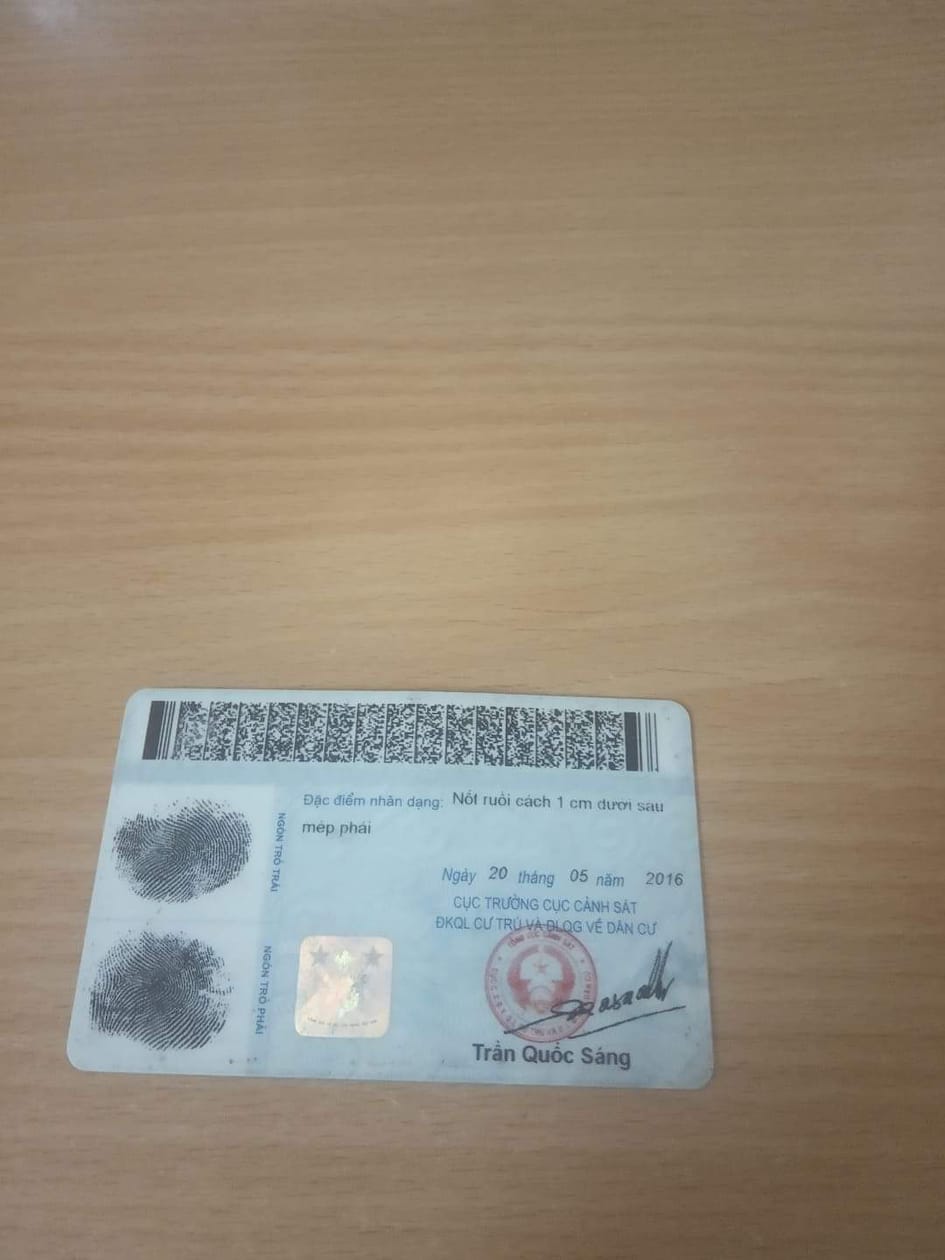 Đặc điểm nhân dạng: Nốt ruồi cách 1 cm dưới sau
mép phải
NGÓN TRỎ TRÁI
Ngày 20 tháng 05 năm 2016
CỤC TRƯỞNG CỤC CẢNH SÁT
ĐKQL CƯ TRÚ VÀ DLQG VỀ DÂN CƯ
NGÓN TRỎ PHẢI
Trần Quốc Sáng